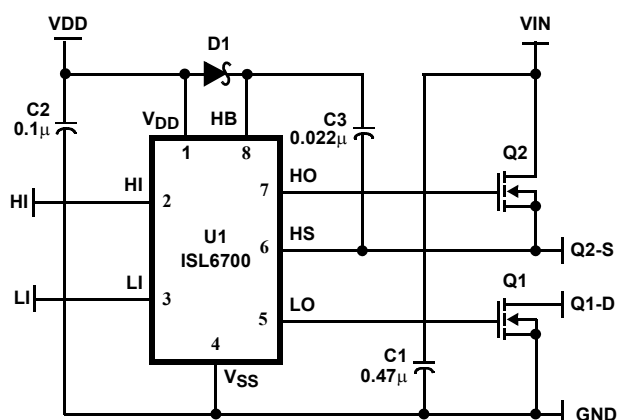 VDD
VIN
D1
C2
0.1μ
VDD
HB
C3
0.022μ
1
8
Q2
HI
HI
2
7
HO
U1
ISL6700
6
HS
Q2-S
LI
LI
3
5
LO
Q1
Q1-D
4
VSS
C1
0.47μ
GND